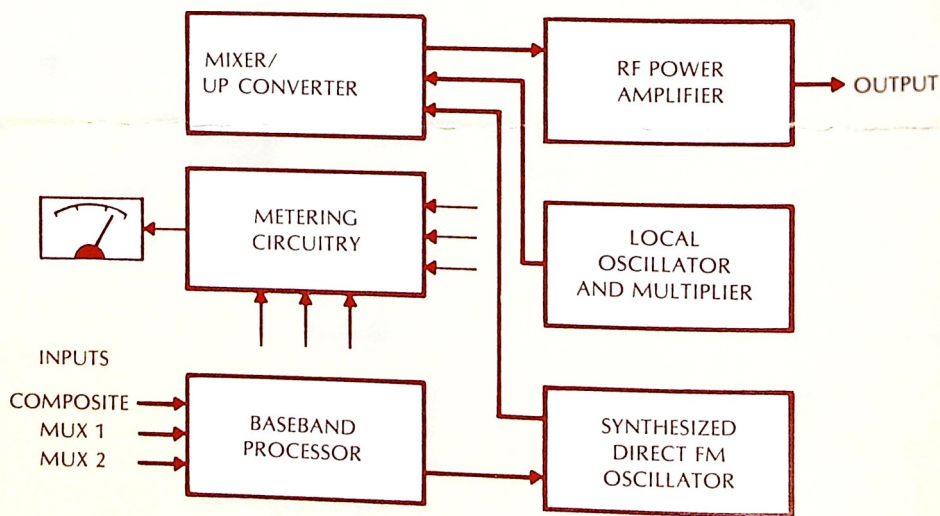 MIXER/
UP CONVERTER
RF POWER
AMPLIFIER
OUTPUT
METERING
CIRCUITRY
LOCAL
OSCILLATOR
AND MULTIPLIER
INPUTS
COMPOSITE
MUX 1
MUX 2
BASEBAND
PROCESSOR
SYNTHESIZED
DIRECT FM
OSCILLATOR